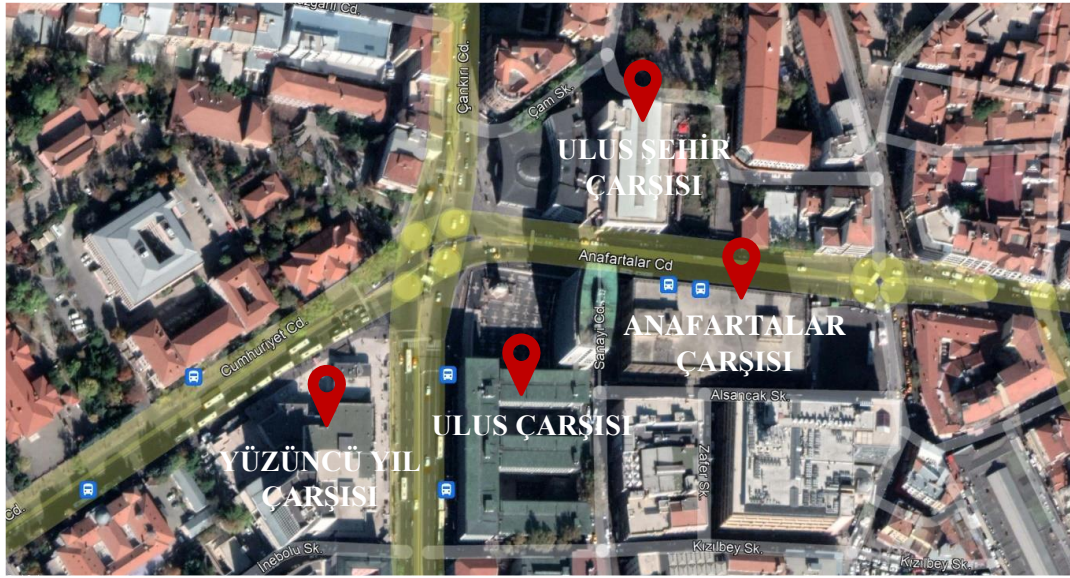 Çankırı Cd.
Çam Sk.
ULUS ŞEHİR
ÇARŞISI
Anafartalar Cd
Sanayi Cd.
ANAFARTALAR
ÇARŞISI
Cumhuriyet Cd.
Alsancak Sk.
ULUS ÇARŞISI
YÜZÜNCÜ YIL
ÇARŞISI
Zafer Sk.
Cd.
İnebolu Sk.
Kızılbey Sk.
Kızılbey Sk.